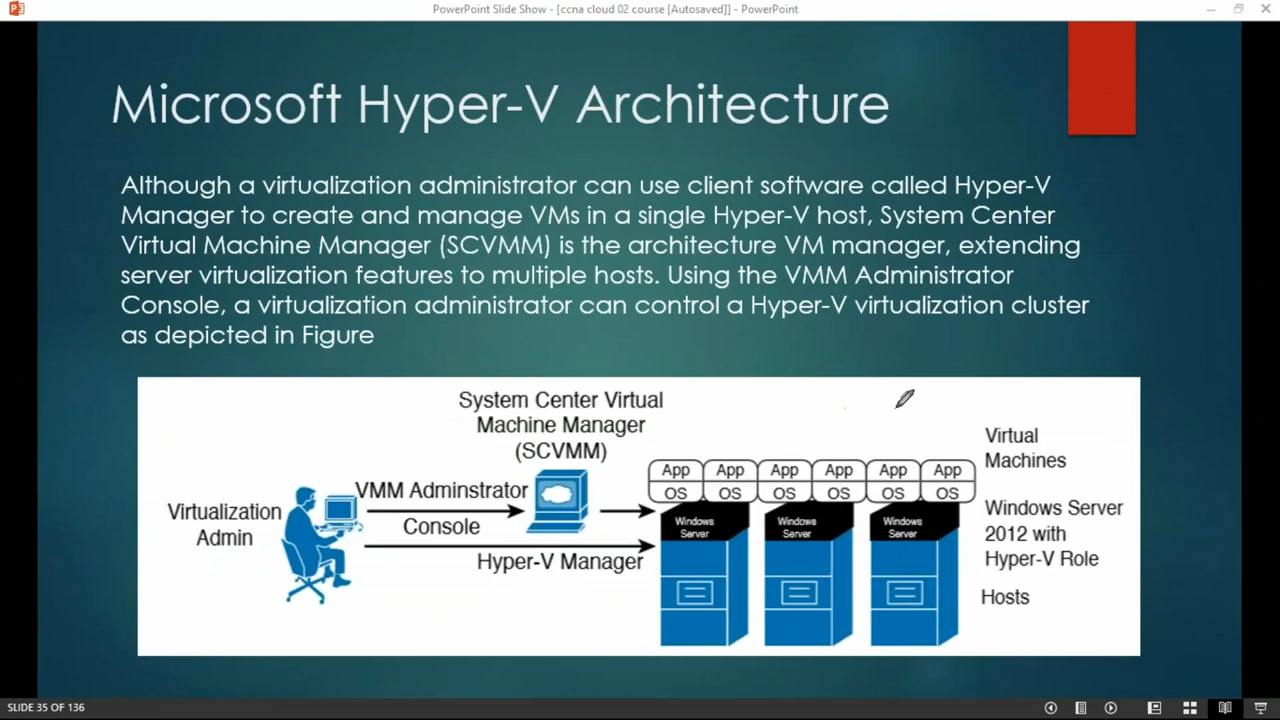 PowerPoint Slide Show - [ccna cloud 02 course [Autosaved]] - PowerPoint
Microsoft Hyper-V Architecture
Although a virtualization administrator can use client software called Hyper-V
Manager to create and manage VMs in a single Hyper-V host, System Center
Virtual Machine Manager (SCVMM) is the architecture VM manager, extending
server virtualization features to multiple hosts. Using the VMM Administrator
Console, a virtualization administrator can control a Hyper-V virtualization cluster
as depicted in Figure
System Center Virtual
Machine Manager
(SCVMM)
Virtualization
Admin
VMM Adminstrator
Console
Hyper-V Manager
App App App App App App
OS OS OS OS OS OS
Windows Windows Windows
Server Server Server
Virtual
Machines
Windows Server
2012 with
Hyper-V Role
Hosts
SLIDE 35 OF 136